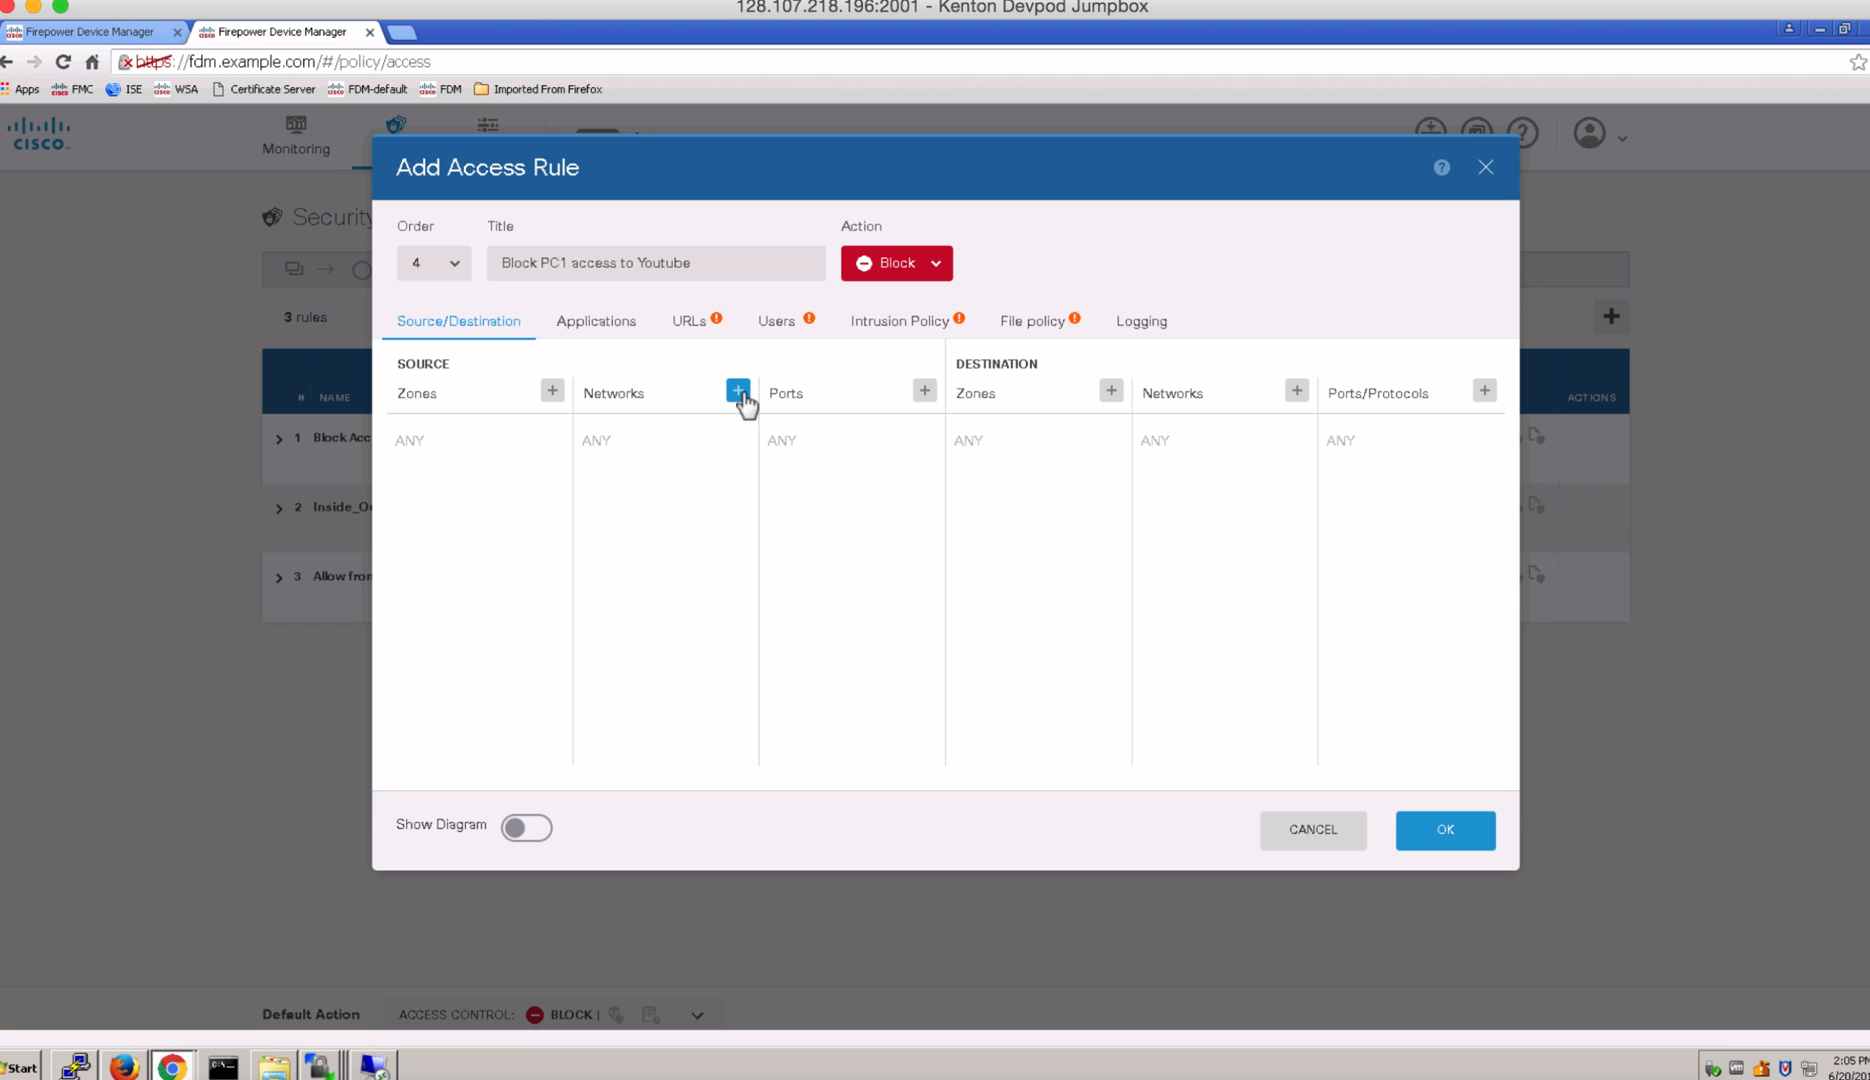 128.107.218.196:2001 - Kenton Devpod Jumpbox
Firepower Device Manager
Firepower Device Manager
https://fdm.example.com/#/policy/access
Apps
FMC
ISE
WSA
Certificate Server
FDM-default
FDM
Imported From Firefox
CISCO
Monitoring
Add Access Rule
Security
Order
Title
Action
4
Block PC1 access to Youtube
Block
3 rules
Source/Destination
Applications
URLs
Users
Intrusion Policy
File policy
Logging
SOURCE
DESTINATION
# NAME
Zones
Networks
Ports
Zones
Networks
Ports/Protocols
ACTIONS
1 Block Acc
ANY
ANY
ANY
ANY
ANY
ANY
2 Inside_O
3 Allow fro
Show Diagram
CANCEL
OK
Default Action
ACCESS CONTROL: BLOCK |
Start
2:05 PM
6/20/20